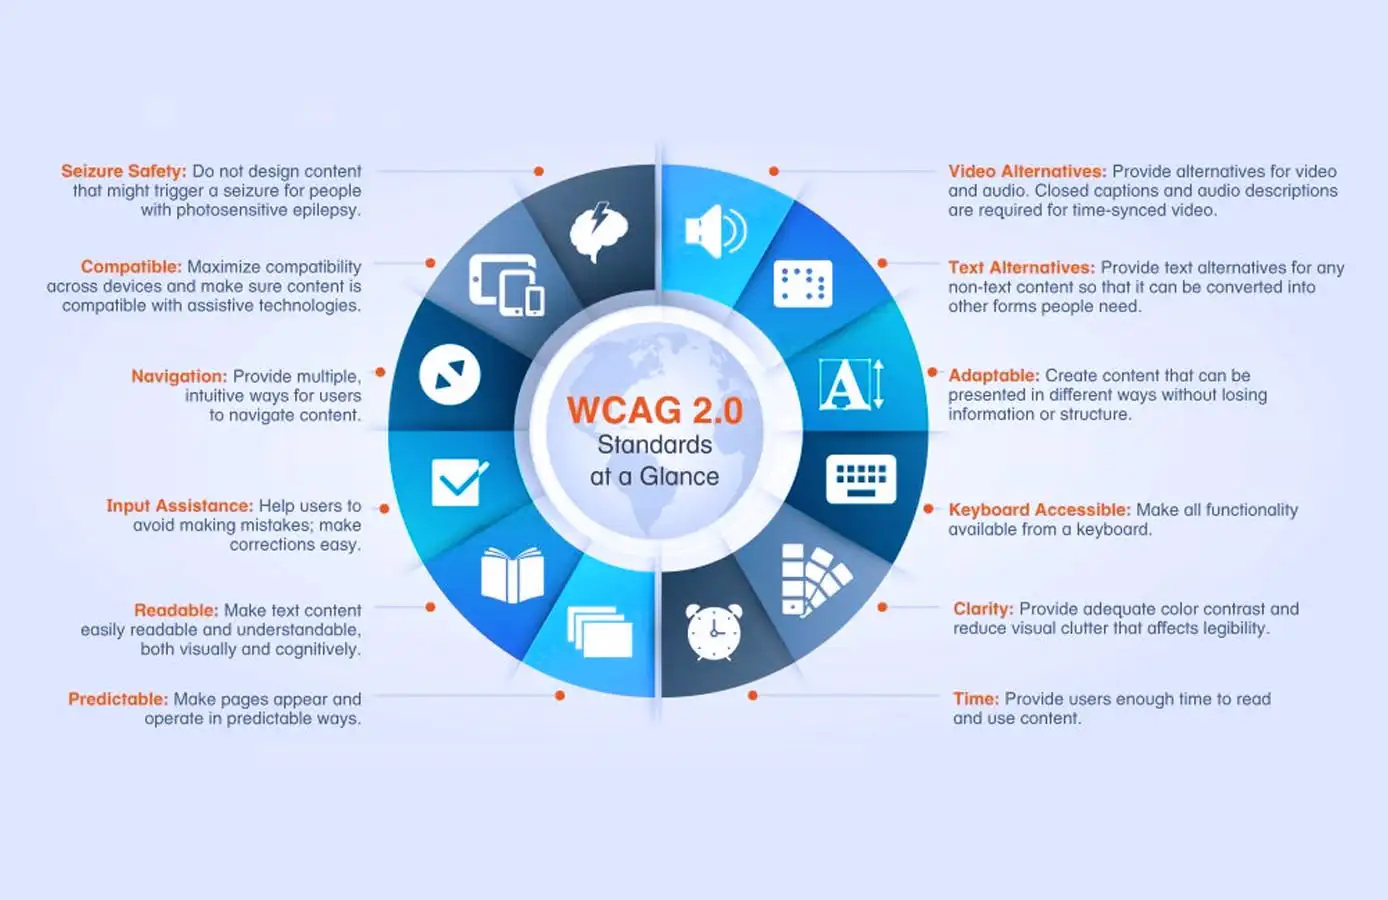 Seizure Safety: Do not design content
that might trigger a seizure for people
with photosensitive epilepsy.
Compatible: Maximize compatibility
across devices and make sure content is
compatible with assistive technologies.
Navigation: Provide multiple,
intuitive ways for users
to navigate content.
Input Assistance: Help users to
avoid making mistakes; make
corrections easy.
Readable: Make text content
easily readable and understandable,
both visually and cognitively.
Predictable: Make pages appear and
operate in predictable ways.
WCAG 2.0
Standards
at a Glance
A
Video Alternatives: Provide alternatives for video
and audio. Closed captions and audio descriptions
are required for time-synced video.
Text Alternatives: Provide text alternatives for any
non-text content so that it can be converted into
other forms people need.
Adaptable: Create content that can be
presented in different ways without losing
information or structure.
Keyboard Accessible: Make all functionality
available from a keyboard.
Clarity: Provide adequate color contrast and
reduce visual clutter that affects legibility.
Time: Provide users enough time to read
and use content.